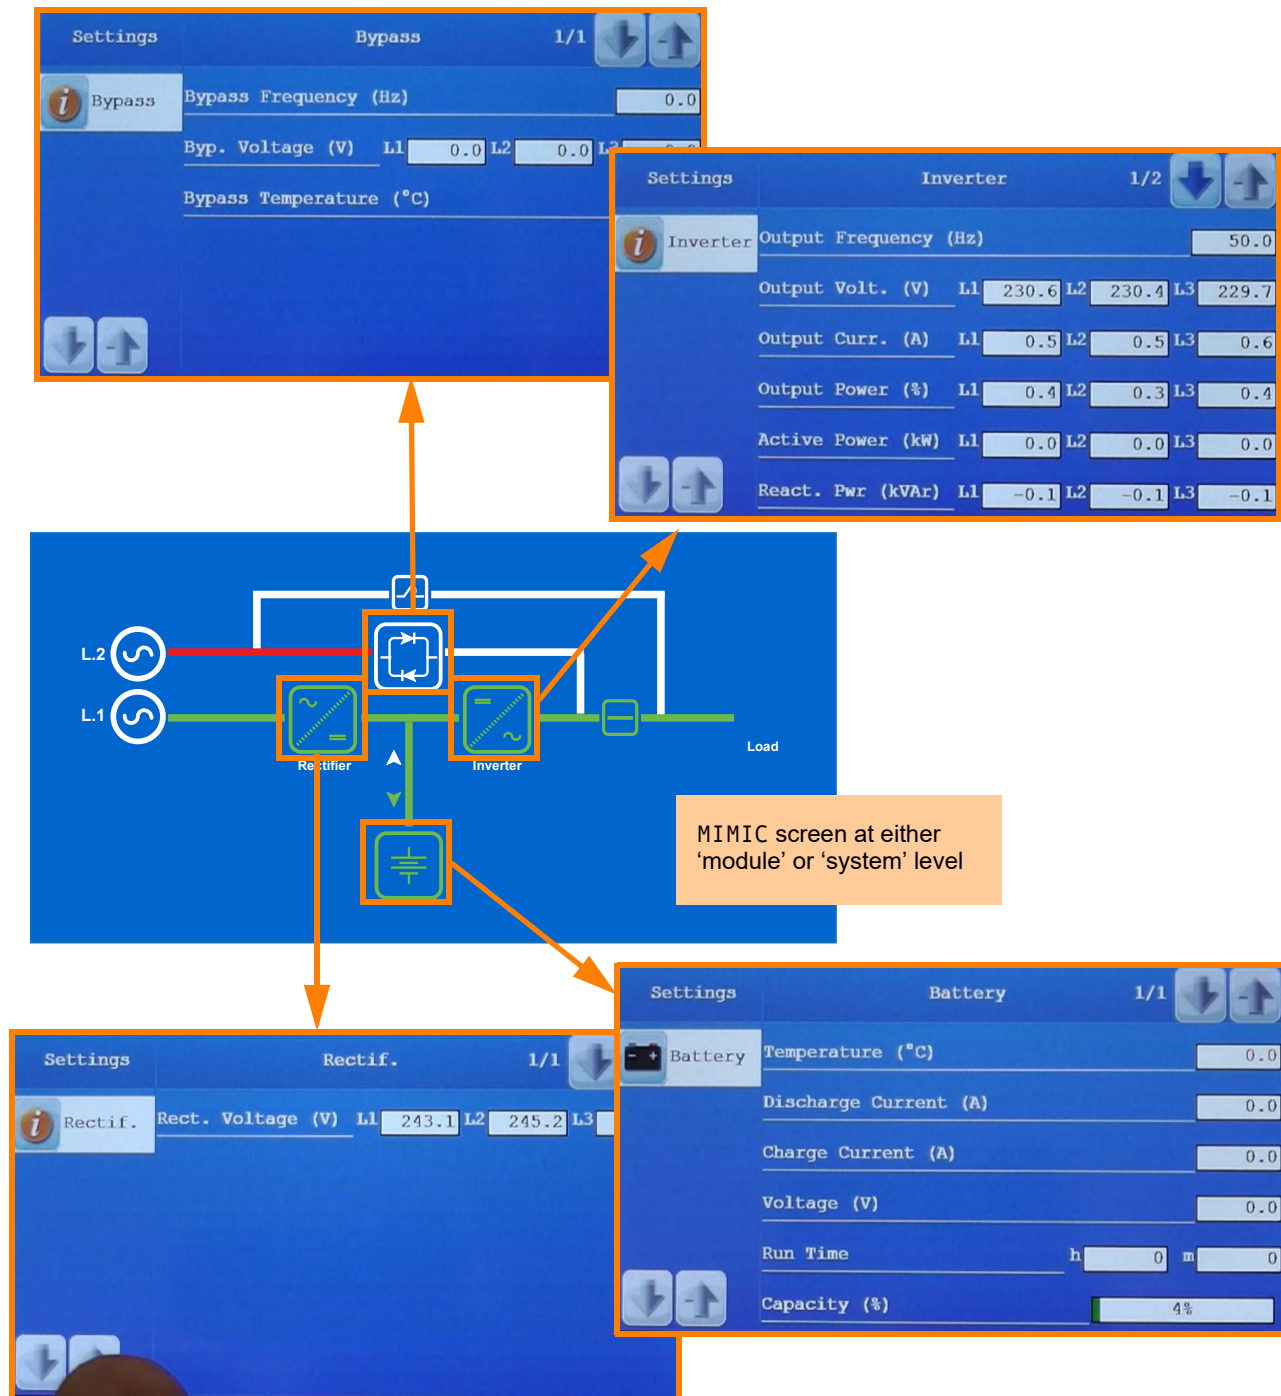 Settings Bypass 1/1
Bypass
Bypass Frequency (Hz) 0.0
Byp. Voltage (V) L1 0.0 L2 0.0
Bypass Temperature (°C)
Settings Inverter 1/2
Inverter
Output Frequency (Hz) 50.0
Output Volt. (V) L1 230.6 L2 230.4 L3 229.7
Output Curr. (A) L1 0.5 L2 0.5 L3 0.6
Output Power (%) L1 0.4 L2 0.3 L3 0.4
Active Power (kW) L1 0.0 L2 0.0 L3 0.0
React. Pwr (kVAr) L1 -0.1 L2 -0.1 L3 -0.1
L.2
L.1
Rectifier
Inverter
Load
MIMIC screen at either
‘module’ or ‘system’ level
Settings Battery 1/1
Battery
Temperature (°C) 0.0
Discharge Current (A) 0.0
Charge Current (A) 0.0
Voltage (V) 0.0
Run Time h 0 m 0
Capacity (%) 4%
Settings Rectif. 1/1
Rectif.
Rect. Voltage (V) L1 243.1 L2 245.2 L3